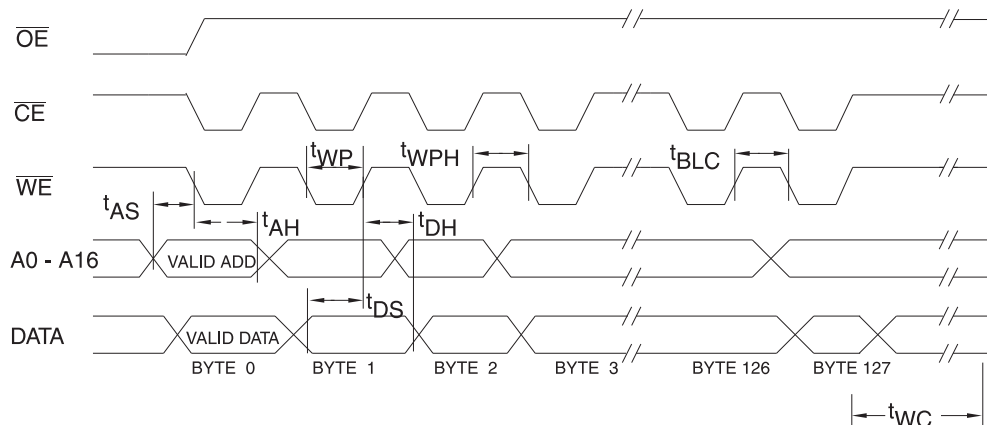 OE
CE
tWP
tWPH
tBLC
WE
tAS
tAH
tDH
A0 - A16
VALID ADD
tDS
DATA
VALID DATA
BYTE 0
BYTE 1
BYTE 2
BYTE 3
BYTE 126
BYTE 127
tWC